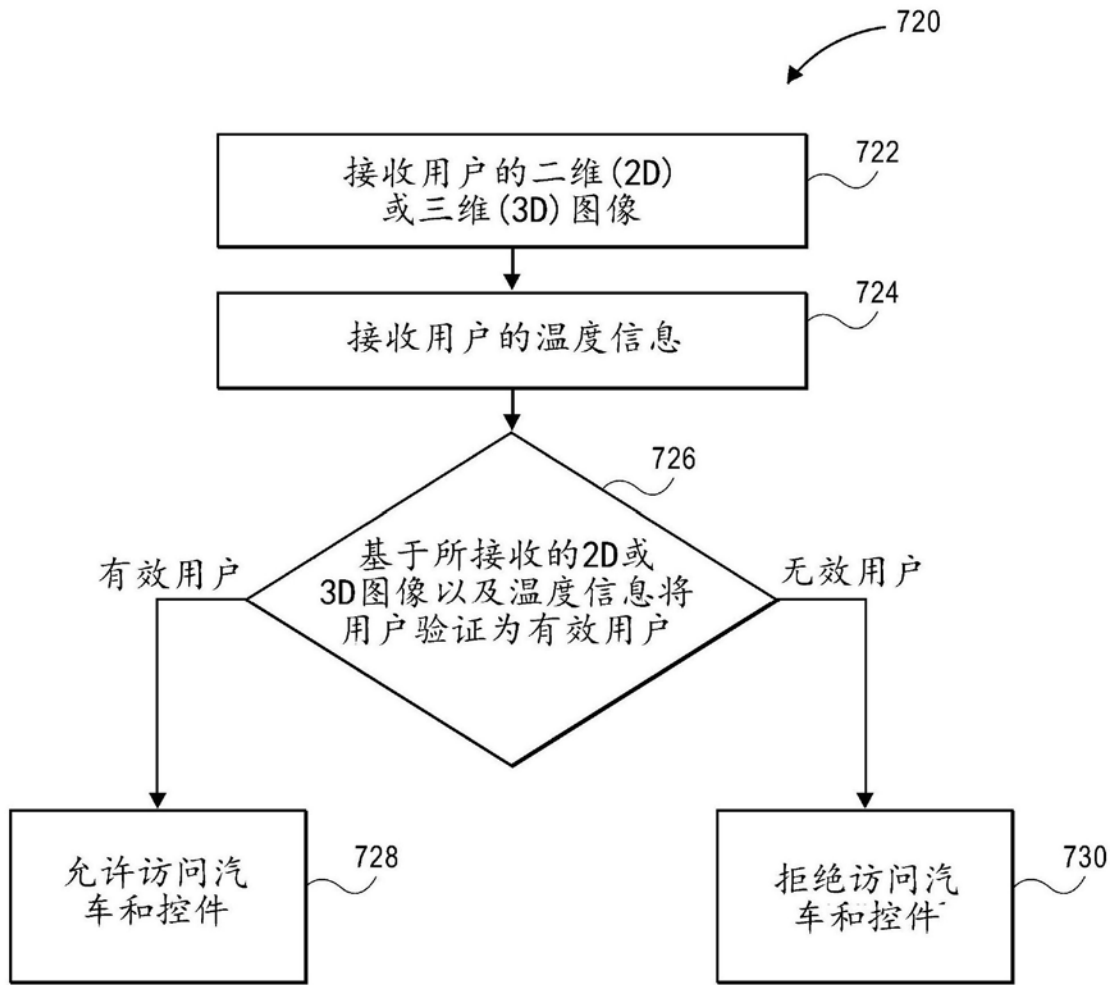 720
接收用户的二维(2D)
或三维(3D)图像
722
接收用户的温度信息
724
726
基于所接收的2D或
3D图像以及温度信息将
用户验证为有效用户
有效用户
无效用户
允许访问汽
车和控件
728
拒绝访问汽
车和控件
730